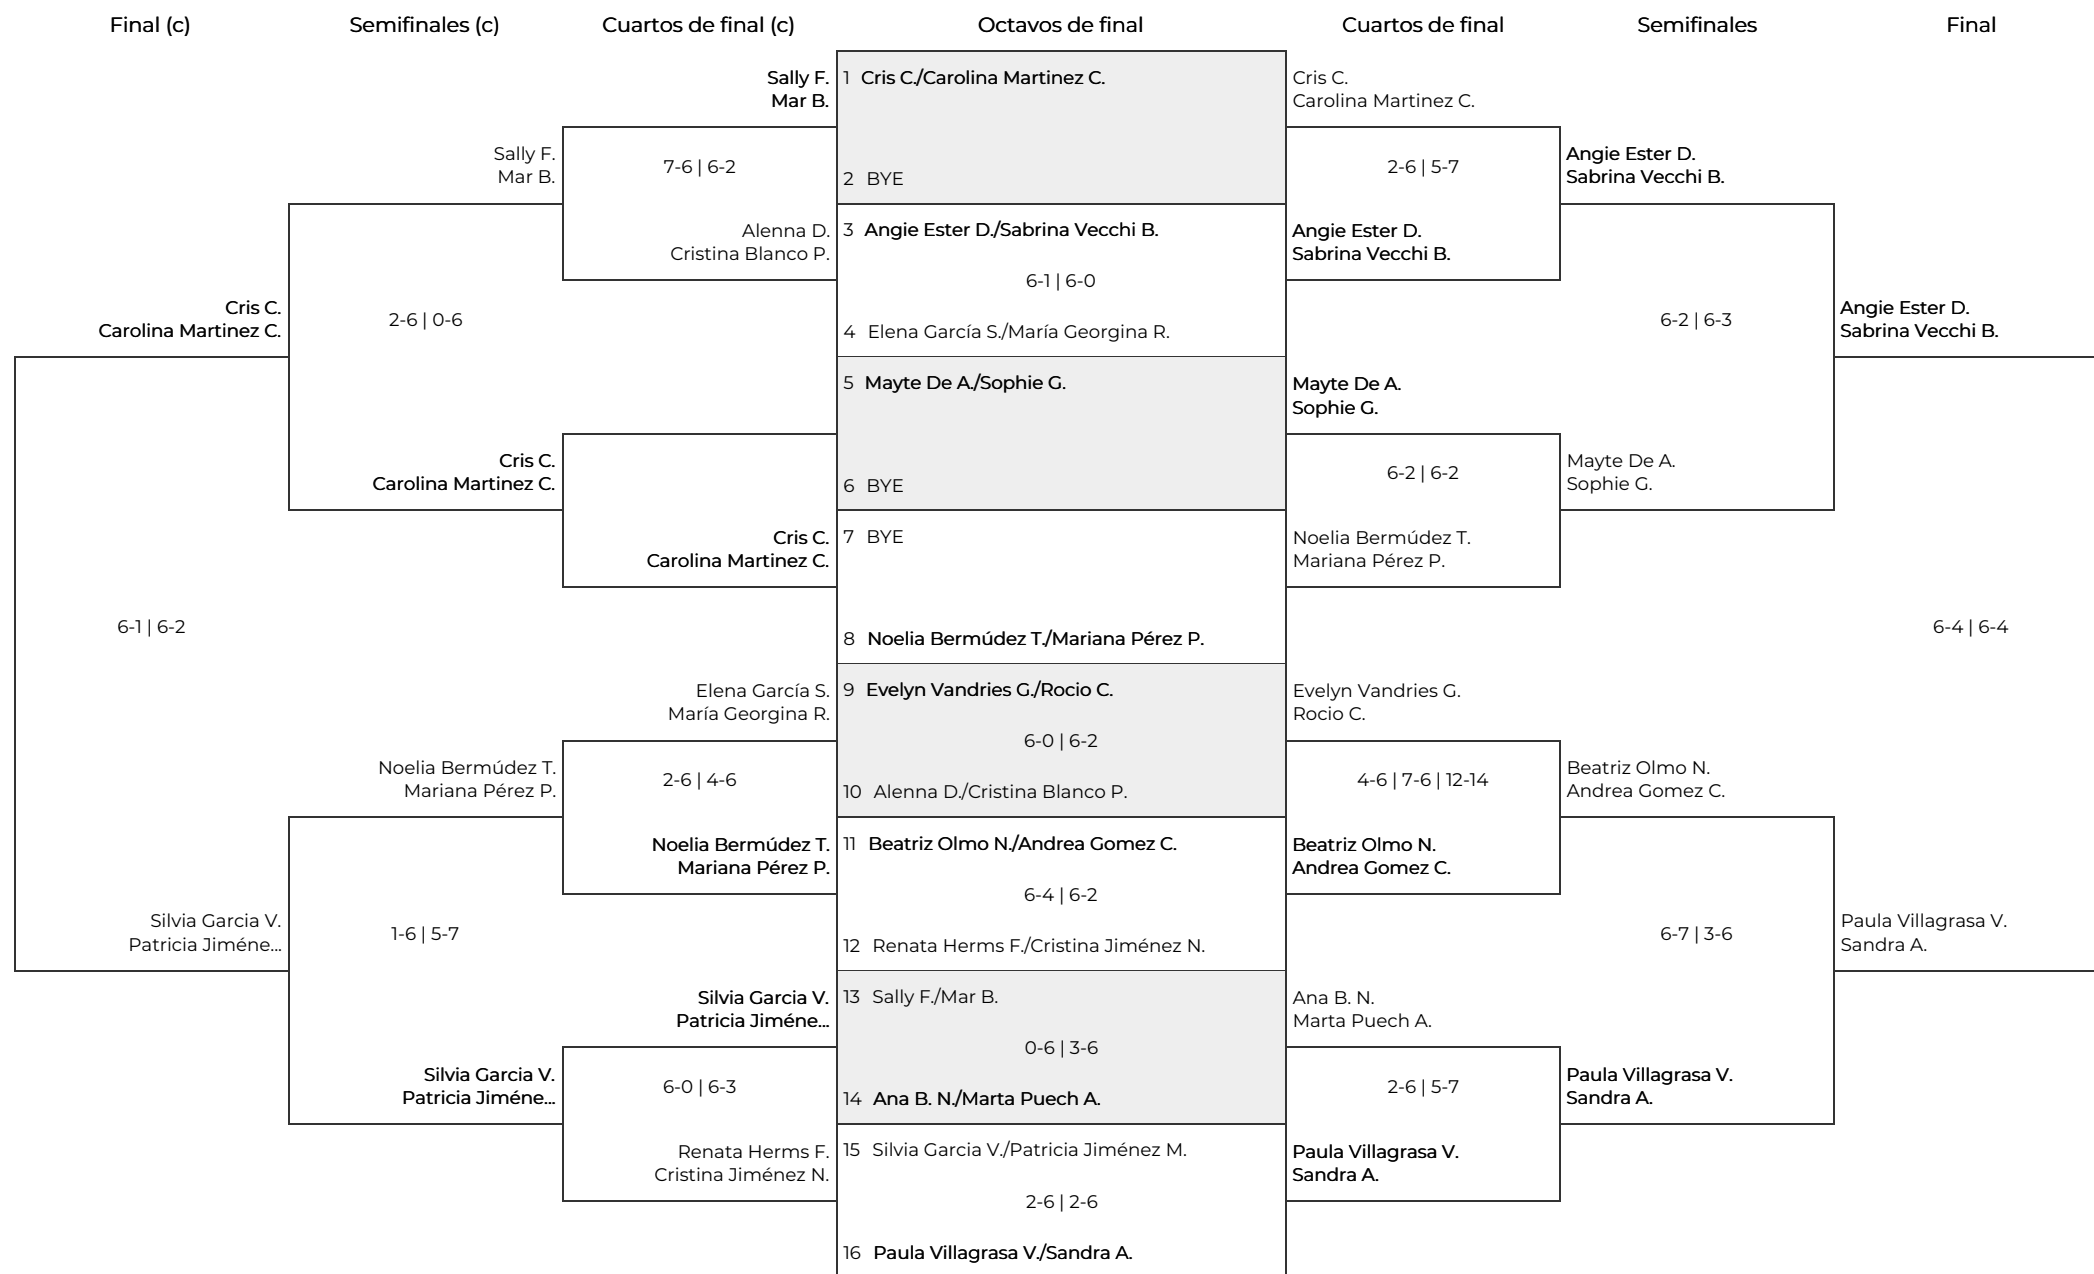 Final (c)
Semifinales (c)
Cuartos de final (c)
Octavos de final
Cuartos de final
Semifinales
Final
Cris C.
Carolina Martinez C.
6-1 | 6-2
Silvia Garcia V.
Patricia Jiméne...
Sally F.
Mar B.
2-6 | 0-6
Cris C.
Carolina Martinez C.
Noelia Bermúdez T.
Mariana Pérez P.
1-6 | 5-7
Silvia Garcia V.
Patricia Jiméne...
Sally F.
Mar B.
7-6 | 6-2
Alenna D.
Cristina Blanco P.
Cris C.
Carolina Martinez C.
Elena García S.
María Georgina R.
2-6 | 4-6
Noelia Bermúdez T.
Mariana Pérez P.
Silvia Garcia V.
Patricia Jiméne...
6-0 | 6-3
Renata Herms F.
Cristina Jiménez N.
1 Cris C./Carolina Martinez C.
2 BYE
3 Angie Ester D./Sabrina Vecchi B.
6-1 | 6-0
4 Elena García S./María Georgina R.
5 Mayte De A./Sophie G.
6 BYE
7 BYE
8 Noelia Bermúdez T./Mariana Pérez P.
9 Evelyn Vandries G./Rocio C.
6-0 | 6-2
10 Alenna D./Cristina Blanco P.
11 Beatriz Olmo N./Andrea Gomez C.
6-4 | 6-2
12 Renata Herms F./Cristina Jiménez N.
13 Sally F./Mar B.
0-6 | 3-6
14 Ana B. N./Marta Puech A.
15 Silvia Garcia V./Patricia Jiménez M.
2-6 | 2-6
16 Paula Villagrasa V./Sandra A.
Cris C.
Carolina Martinez C.
2-6 | 5-7
Angie Ester D.
Sabrina Vecchi B.
Mayte De A.
Sophie G.
6-2 | 6-2
Noelia Bermúdez T.
Mariana Pérez P.
Evelyn Vandries G.
Rocio C.
4-6 | 7-6 | 12-14
Beatriz Olmo N.
Andrea Gomez C.
Ana B. N.
Marta Puech A.
2-6 | 5-7
Paula Villagrasa V.
Sandra A.
Angie Ester D.
Sabrina Vecchi B.
6-2 | 6-3
Mayte De A.
Sophie G.
Beatriz Olmo N.
Andrea Gomez C.
6-7 | 3-6
Paula Villagrasa V.
Sandra A.
Angie Ester D.
Sabrina Vecchi B.
6-4 | 6-4
Paula Villagrasa V.
Sandra A.